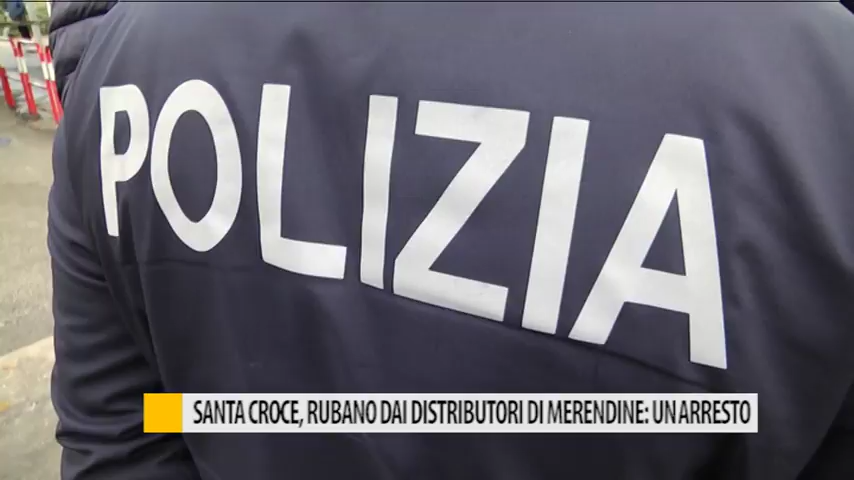 POLIZIA
SANTA CROCE, RUBANO DAI DISTRIBUTORI DI MERENDINE: UN ARRESTO